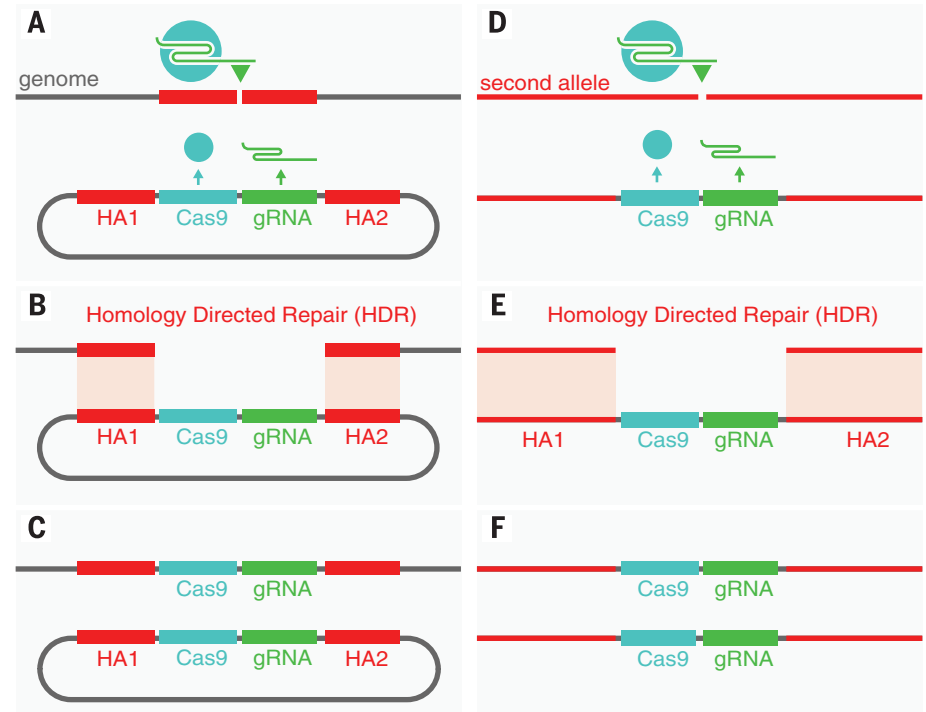 A
genome
HA1 Cas9 gRNA HA2
B
Homology Directed Repair (HDR)
HA1 Cas9 gRNA HA2
C
Cas9 gRNA
HA1 Cas9 gRNA HA2
D
second allele
Cas9 gRNA
E
Homology Directed Repair (HDR)
HA1 Cas9 gRNA HA2
F
Cas9 gRNA
Cas9 gRNA